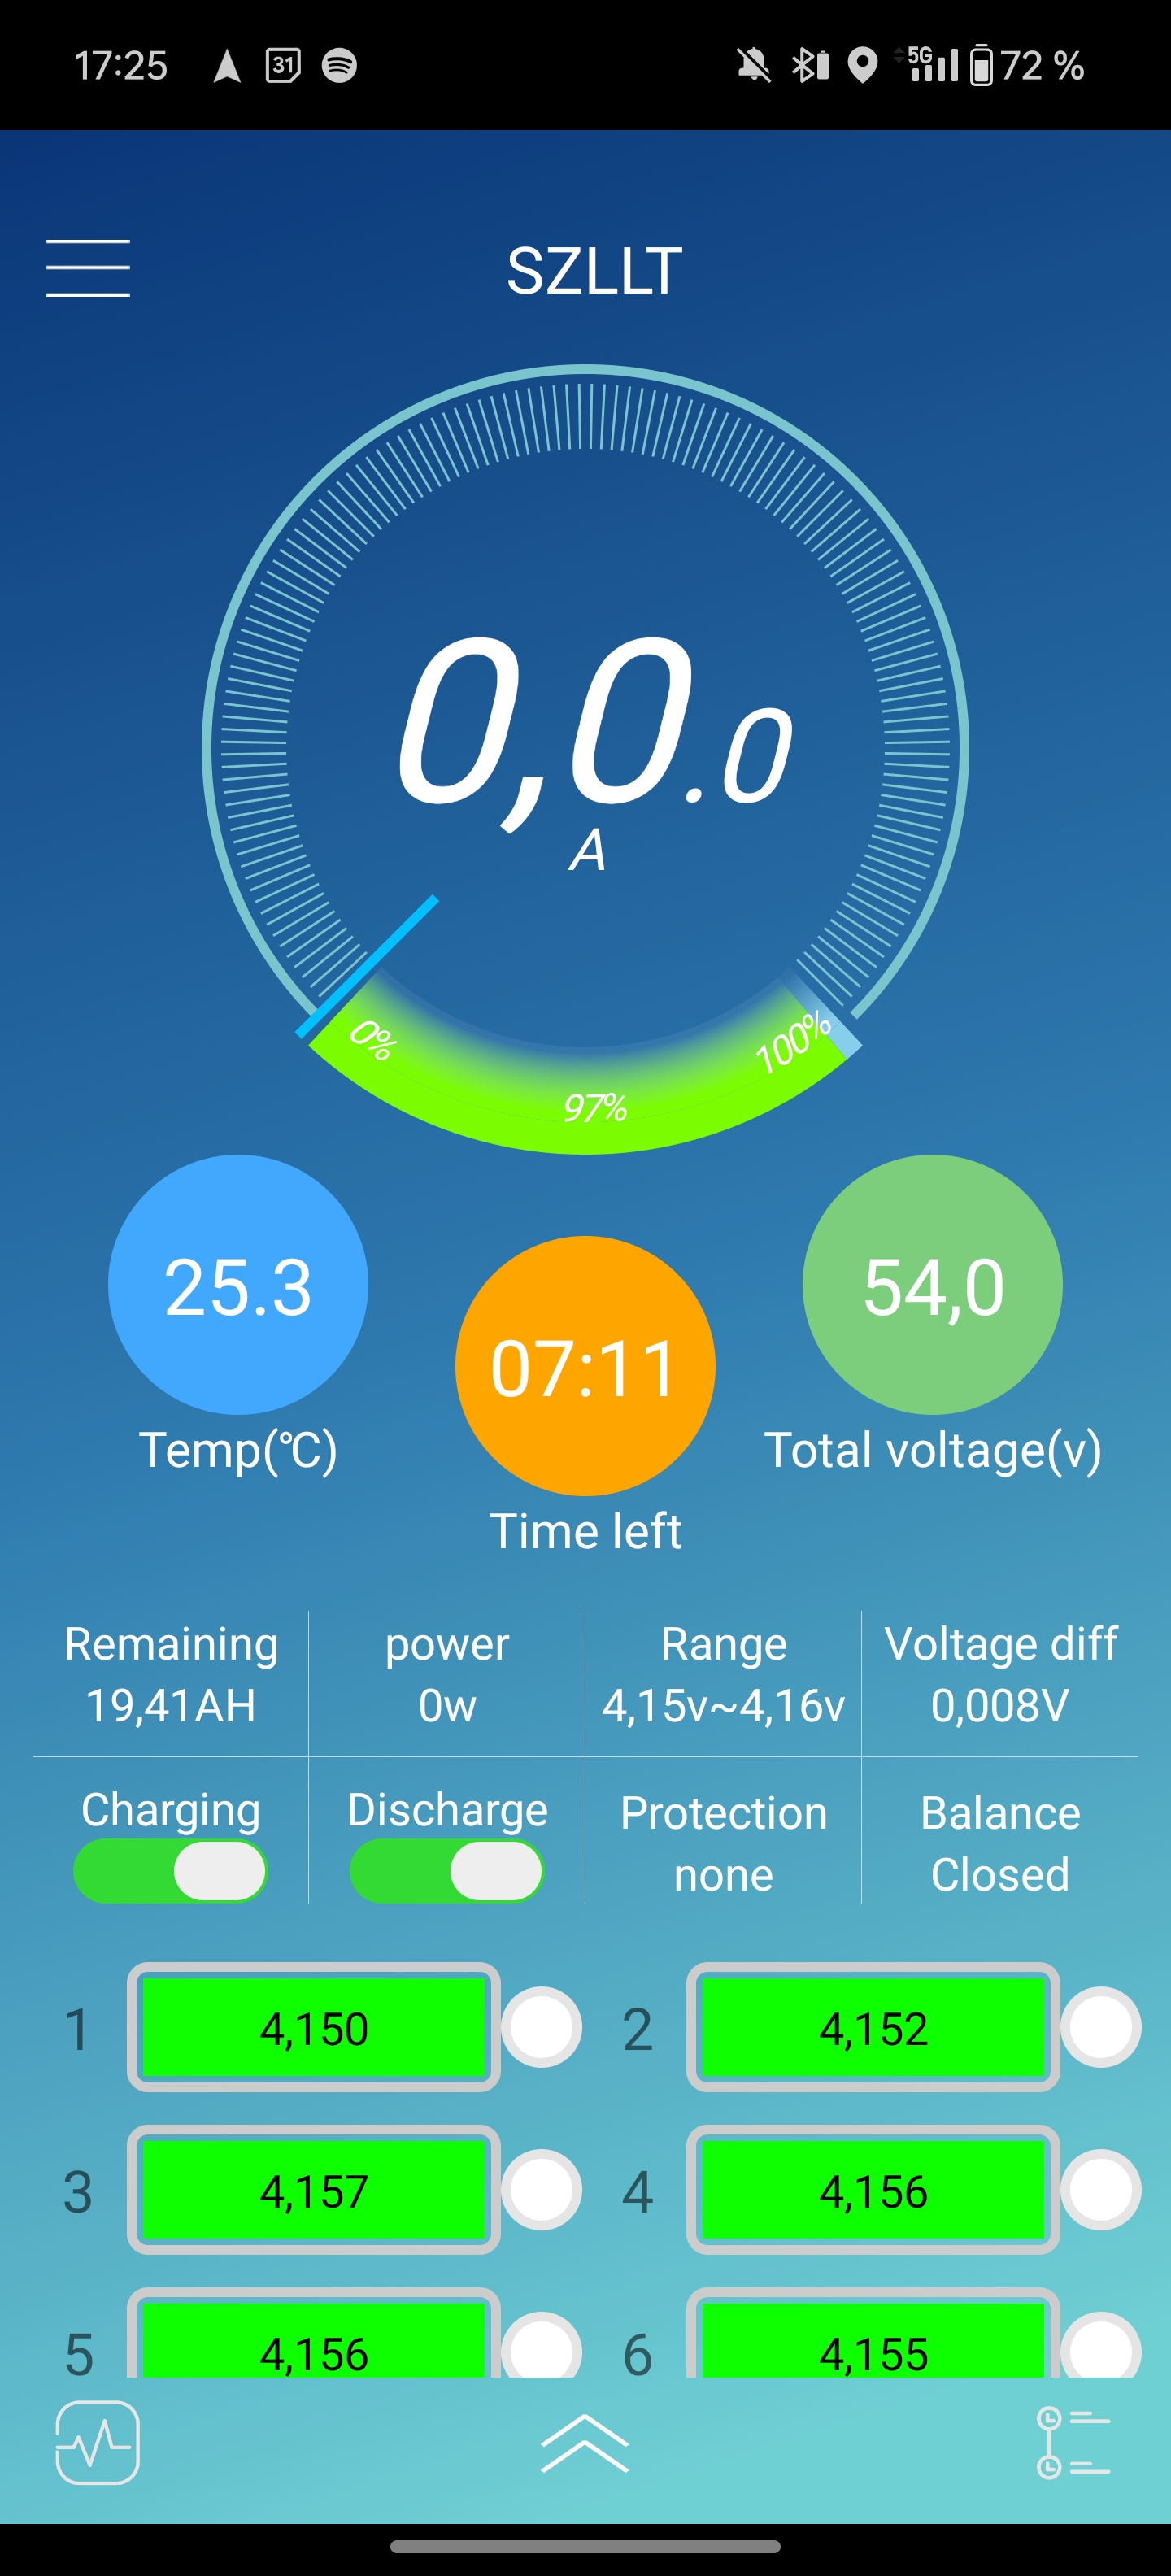 17:25 31 5G 72 %
SZLLT
0,0.0
A
0% 97% 100%
25.3 07:11 54,0
Temp(℃) Total voltage(v)
Time left
Remaining power Range Voltage diff
19,41AH 0w 4,15v~4,16v 0,008V
Charging Discharge Protection Balance
none Closed
1 4,150 2 4,152
3 4,157 4 4,156
5 4,156 6 4,155